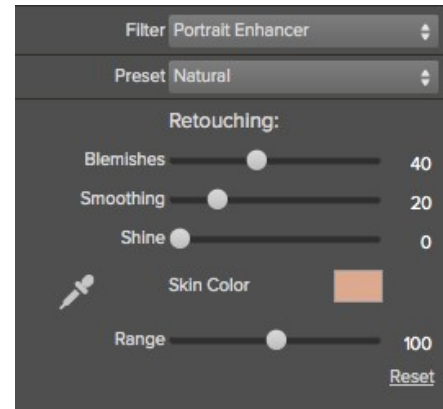 Filter Portrait Enhancer
Preset Natural
Retouching:
Blemishes 40
Smoothing 20
Shine 0
Skin Color
Range 100
Reset